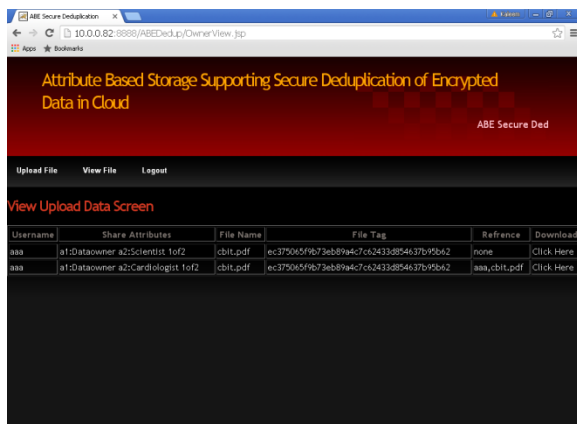 ABE Secure Deduplication
10.0.0.82:8888/ABEDedup/OwnerView.jsp
Apps Bookmarks
Attribute Based Storage Supporting Secure Deduplication of Encrypted
Data in Cloud
ABE Secure Ded
Upload File View File Logout
View Upload Data Screen
Username Share Attributes File Name File Tag Refrence Download
aaa a1:Dataowner a2:Scientist 1of2 cbit.pdf ec375065f9b73eb89a4c7c62433d854637b95b62 none Click Here
aaa a1:Dataowner a2:Cardiologist 1of2 cbit.pdf ec375065f9b73eb89a4c7c62433d854637b95b62 aaa,cbit.pdf Click Here